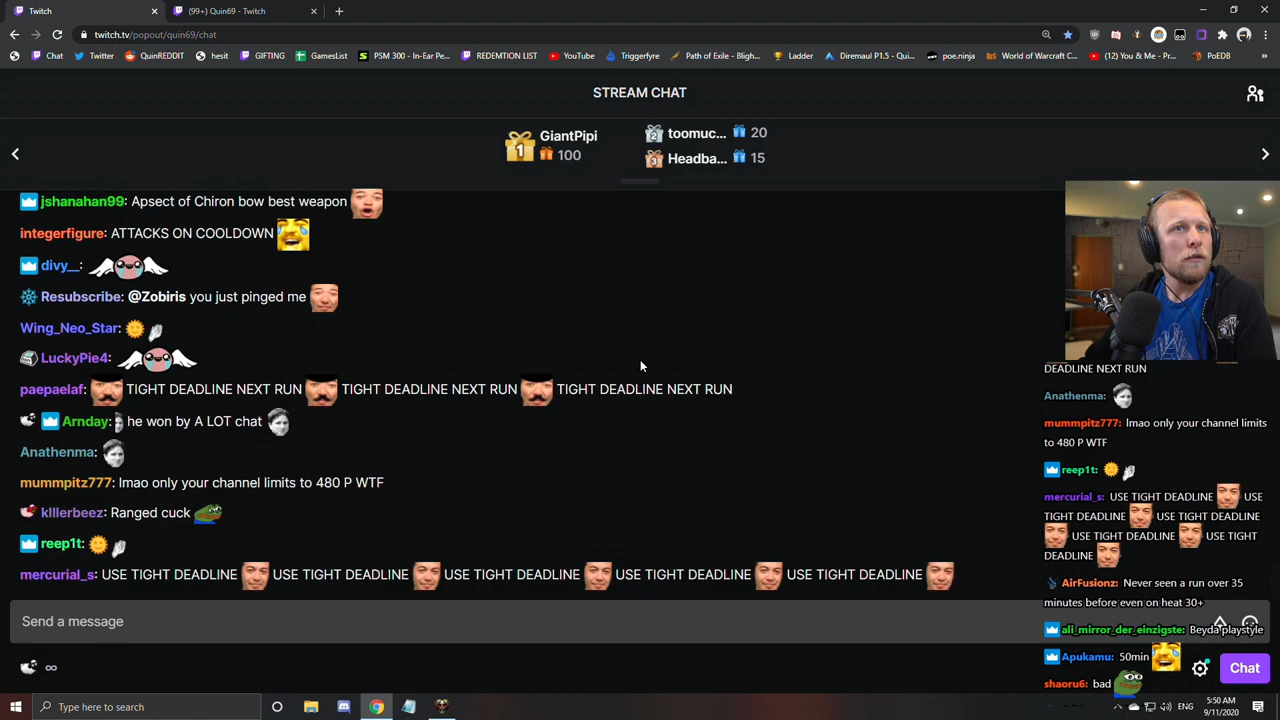 Twitch
(99+) Quin69 - Twitch
twitch.tv/popout/quin69/chat
Chat Twitter QuinREDDIT hesit GIFTING GamesList PSM 300 - In-Ear Pe... REDEMTION LIST YouTube Triggerfyre Path of Exile - Bligh... Ladder Diremaul P1.5 - Qui... poe.ninja World of Warcraft C... (12) You & Me - Pr... PoEDB »
STREAM CHAT
GiantPipi
100
toomuc... 20
Headba... 15
jshanahan99: Apsect of Chiron bow best weapon
integerfigure: ATTACKS ON COOLDOWN
divy__:
Resubscribe: @Zobiris you just pinged me
Wing_Neo_Star:
LuckyPie4:
paepaelaf: TIGHT DEADLINE NEXT RUN TIGHT DEADLINE NEXT RUN TIGHT DEADLINE NEXT RUN
Arnday: he won by A LOT chat
Anathenma:
mummpitz777: lmao only your channel limits to 480 P WTF
kIllerbeez: Ranged cuck
reep1t:
mercurial_s: USE TIGHT DEADLINE USE TIGHT DEADLINE USE TIGHT DEADLINE USE TIGHT DEADLINE USE TIGHT DEADLINE
Send a message
∞
DEADLINE NEXT RUN
Anathenma:
mummpitz777: lmao only your channel limits
to 480 P WTF
reep1t:
mercurial_s: USE TIGHT DEADLINE USE
TIGHT DEADLINE USE TIGHT DEADLINE
USE TIGHT DEADLINE USE TIGHT
DEADLINE
AirFusionz: Never seen a run over 35
minutes before even on heat 30+
ali_mirror_der_einzigste: Beyda playstyle
Apukamu: 50min
shaoru6: bad
Chat
Type here to search
ENG
5:50 AM
9/11/2020